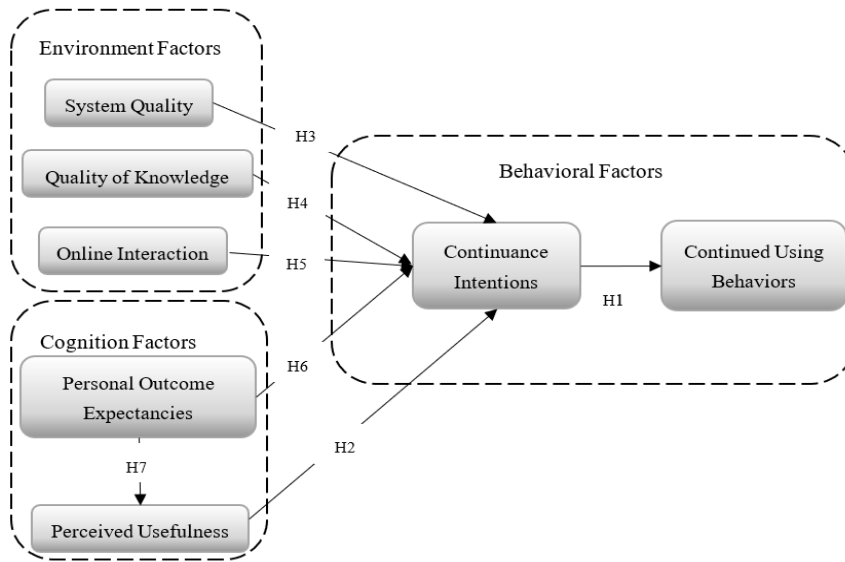 Environment Factors
System Quality
Quality of Knowledge
Online Interaction
H3
H4
H5
Behavioral Factors
Continuance
Intentions
H1
Continued Using
Behaviors
Cognition Factors
Personal Outcome
Expectancies
H6
H7
H2
Perceived Usefulness